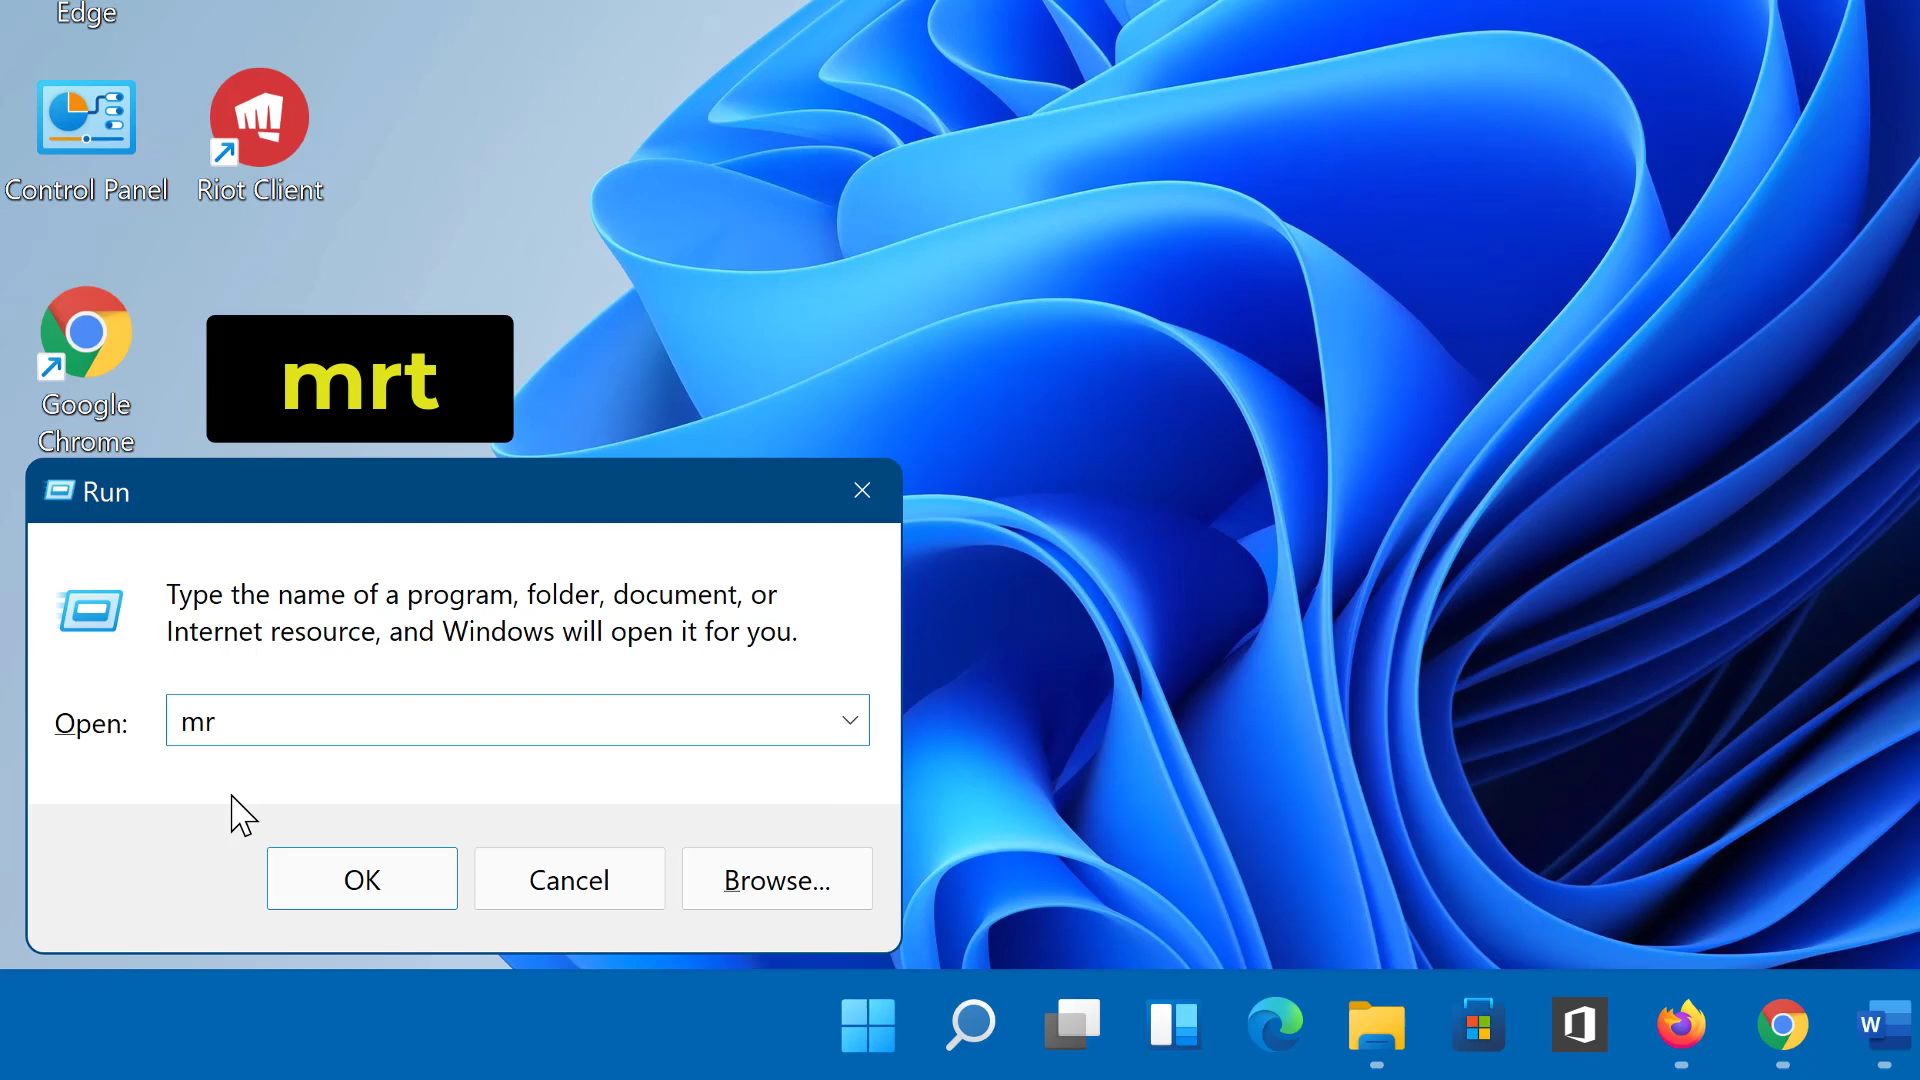 Edge
Control Panel
Riot Client
Google
Chrome
mrt
Run
Type the name of a program, folder, document, or
Internet resource, and Windows will open it for you.
Open:
mr
OK
Cancel
Browse...
W